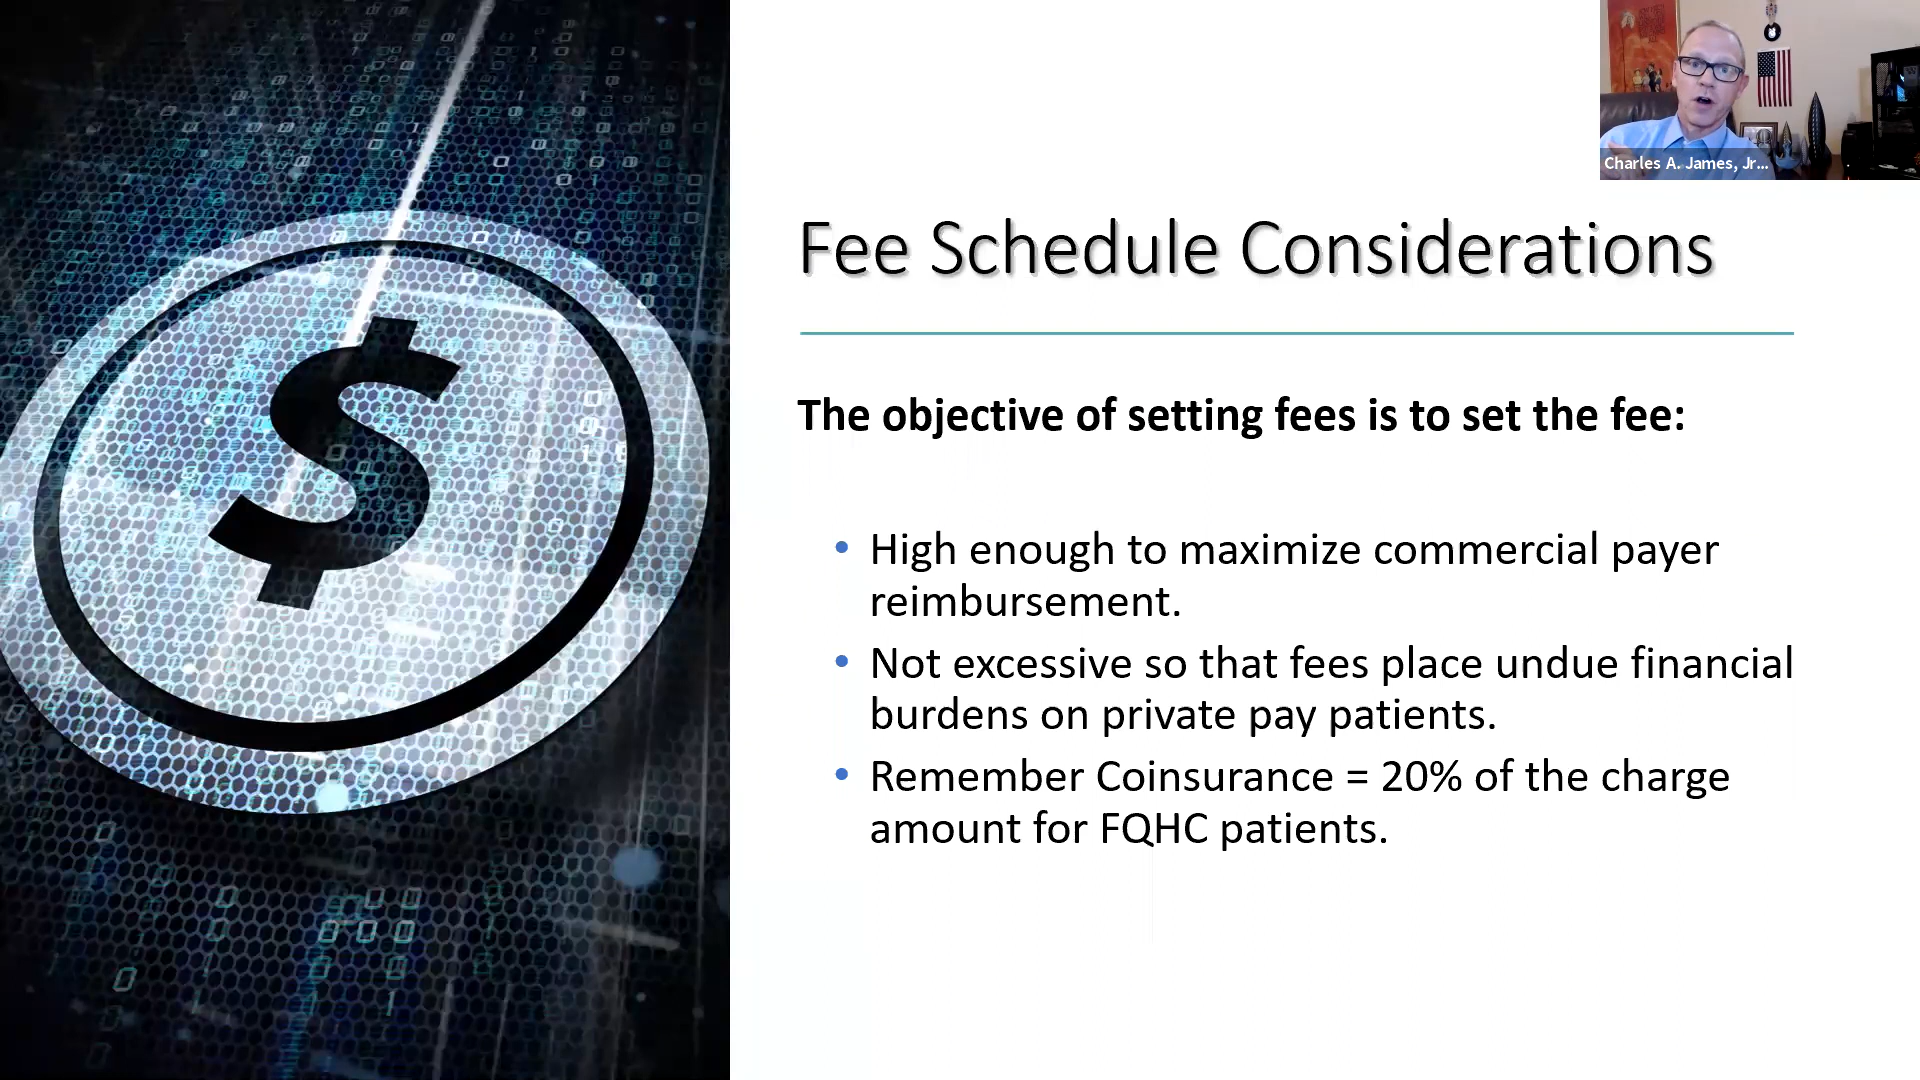 Charles A. James, Jr...
Fee Schedule Considerations
The objective of setting fees is to set the fee:
• High enough to maximize commercial payer
reimbursement.
• Not excessive so that fees place undue financial
burdens on private pay patients.
• Remember Coinsurance = 20% of the charge
amount for FQHC patients.